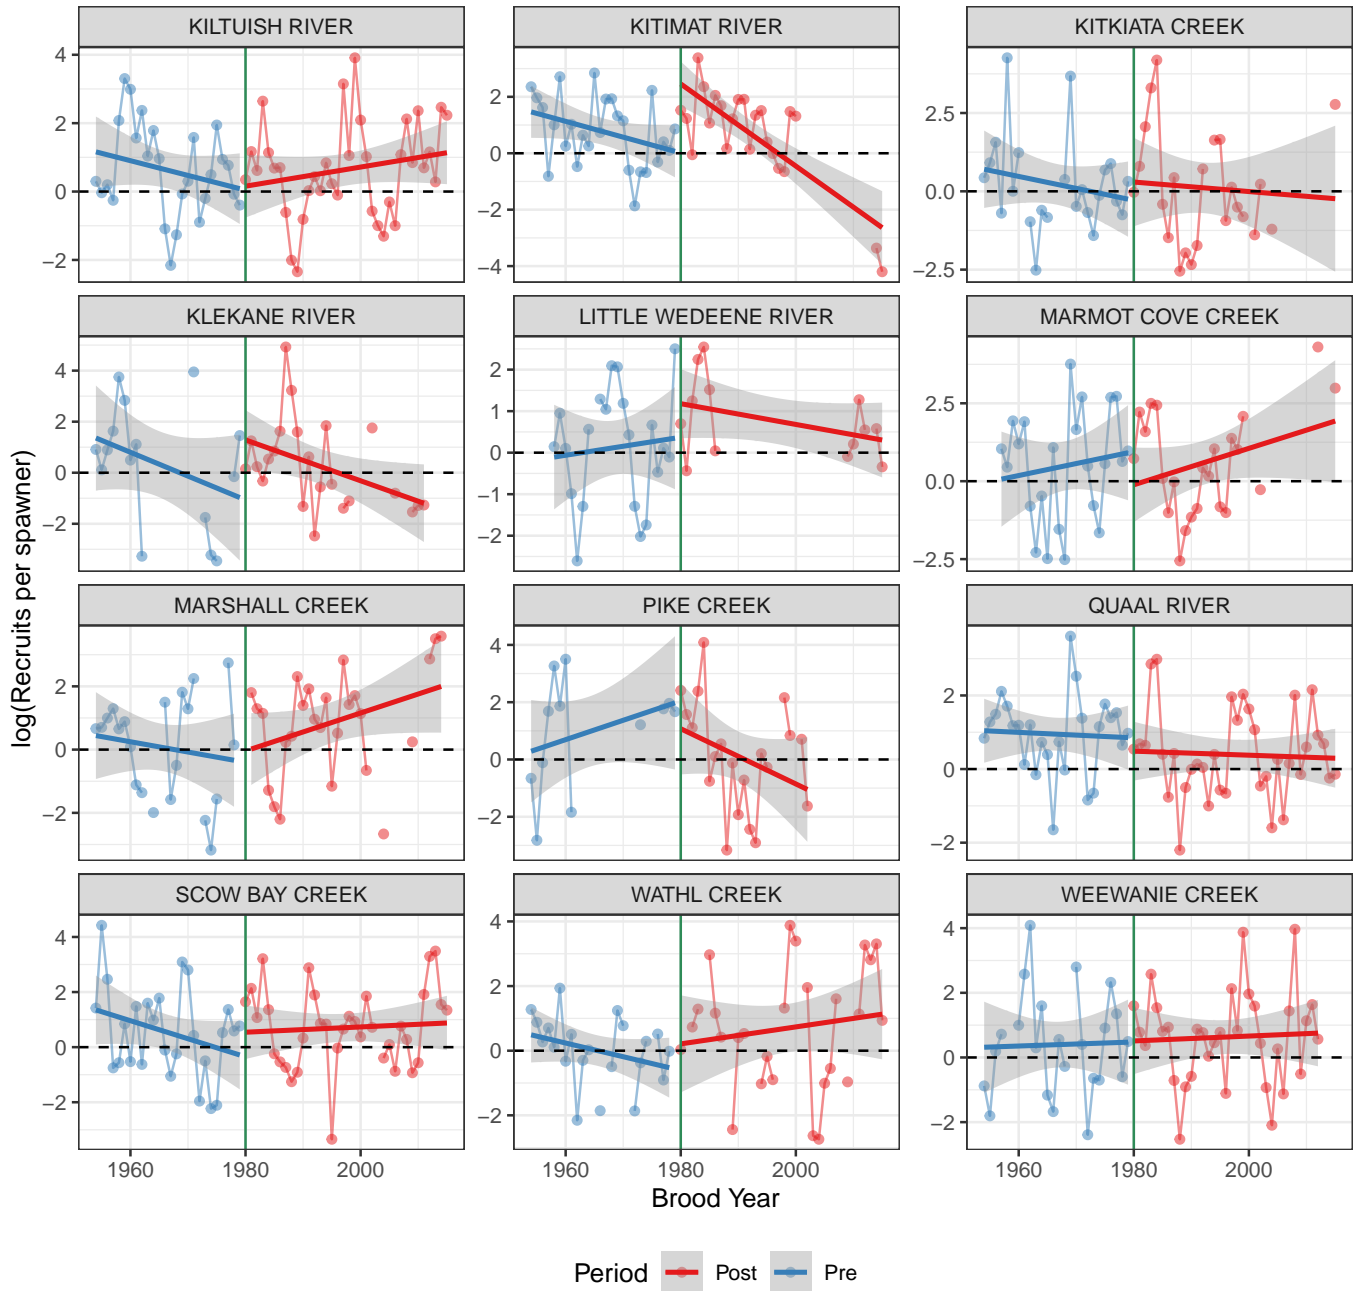 KILTUISH RIVER
KITIMAT RIVER
KITKIATA CREEK
4
2
0
−2
2
0
−2
−4
2.5
0.0
−2.5
KLEKANE RIVER
LITTLE WEDEENE RIVER
MARMOT COVE CREEK
4
2
0
−2
2
1
0
−1
−2
2.5
0.0
−2.5
MARSHALL CREEK
PIKE CREEK
QUAAL RIVER
2
0
−2
4
2
0
−2
2
0
−2
SCOW BAY CREEK
WATHL CREEK
WEEWANIE CREEK
4
2
0
−2
4
2
0
−2
4
2
0
−2
1960 1980 2000
1960 1980 2000
1960 1980 2000
log(Recruits per spawner)
Brood Year
Period Post Pre